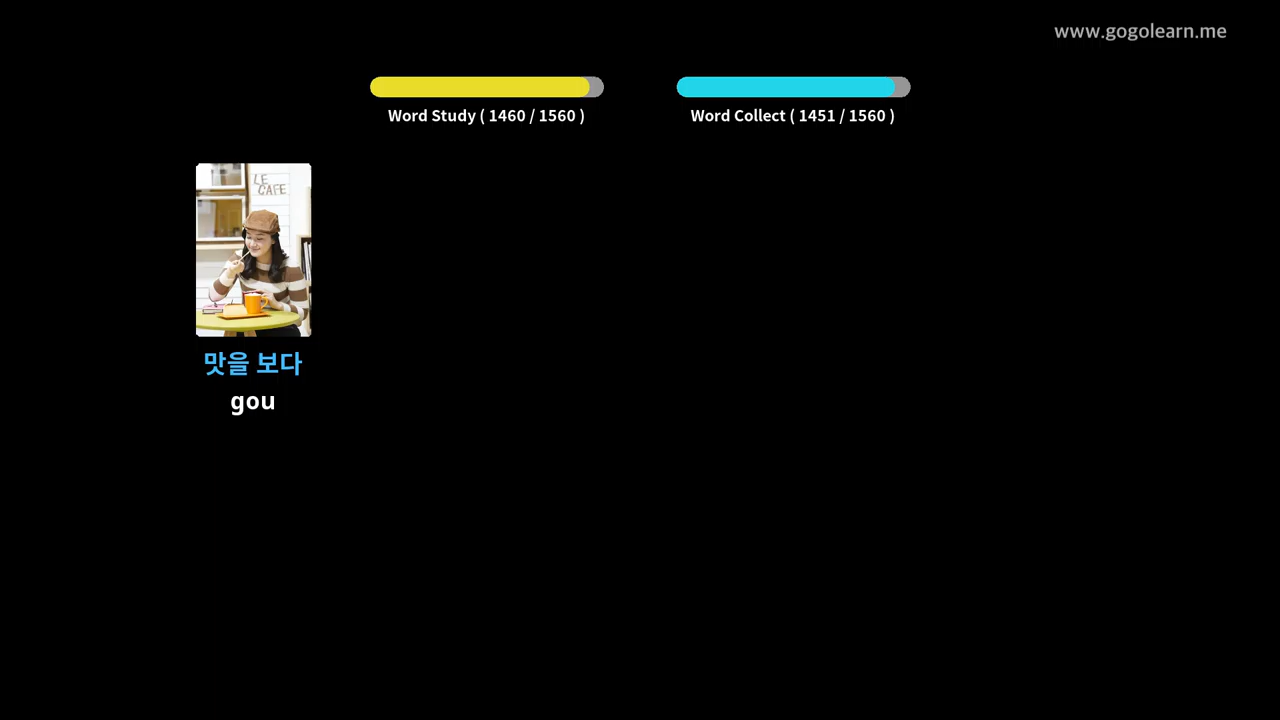 www.gogolearn.me
Word Study ( 1460 / 1560 )
Word Collect ( 1451 / 1560 )
LE
CAFE
맛을 보다
gou